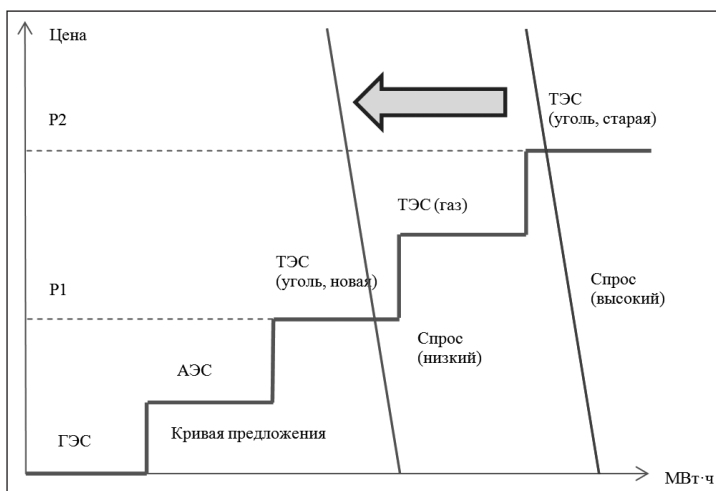 Цена
P2
ТЭС
(уголь, старая)
ТЭС (газ)
P1
ТЭС
(уголь, новая)
Спрос
(высокий)
Спрос
(низкий)
АЭС
Кривая предложения
ГЭС
МВт·ч